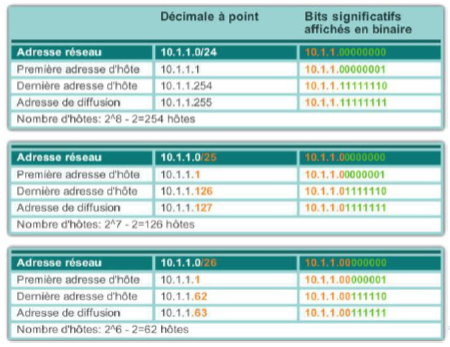 Décimale à point Bits significatifs
affichés en binaire
Adresse réseau 10.1.1.0/24 10.1.1.00000000
Première adresse d'hôte 10.1.1.1 10.1.1.00000001
Dernière adresse d'hôte 10.1.1.254 10.1.1.11111110
Adresse de diffusion 10.1.1.255 10.1.1.11111111
Nombre d'hôtes: 2^8 - 2=254 hôtes
Adresse réseau 10.1.1.0/25 10.1.1.00000000
Première adresse d'hôte 10.1.1.1 10.1.1.00000001
Dernière adresse d'hôte 10.1.1.126 10.1.1.01111110
Adresse de diffusion 10.1.1.127 10.1.1.01111111
Nombre d'hôtes: 2^7 - 2=126 hôtes
Adresse réseau 10.1.1.0/26 10.1.1.00000000
Première adresse d'hôte 10.1.1.1 10.1.1.00000001
Dernière adresse d'hôte 10.1.1.62 10.1.1.00111110
Adresse de diffusion 10.1.1.63 10.1.1.00111111
Nombre d'hôtes: 2^6 - 2=62 hôtes